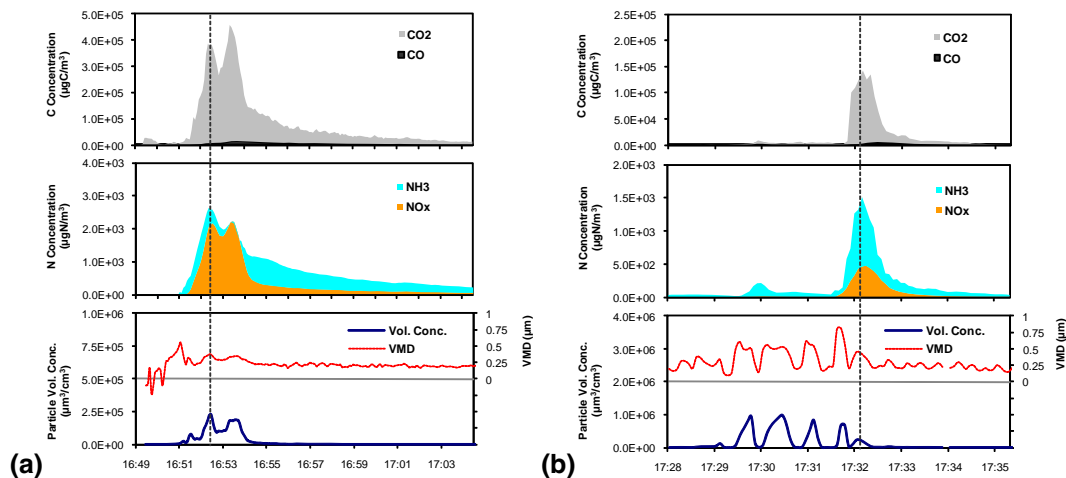 5.0E+05
4.0E+05
3.0E+05
2.0E+05
1.0E+05
0.0E+00
C Concentration
(µgC/m³)
CO2
CO
4.0E+03
3.0E+03
2.0E+03
1.0E+03
0.0E+00
N Concentration
(µgN/m³)
NH3
NOx
1.0E+06
7.5E+05
5.0E+05
2.5E+05
0.0E+00
Particle Vol. Conc.
(µm³/cm³)
Vol. Conc.
VMD
1
0.75
0.5
0.25
0
VMD (µm)
16:49 16:51 16:53 16:55 16:57 16:59 17:01 17:03
(a)
2.5E+05
2.0E+05
1.5E+05
1.0E+05
5.0E+04
0.0E+00
C Concentration
(µgC/m³)
CO2
CO
2.0E+03
1.5E+03
1.0E+03
5.0E+02
0.0E+00
N Concentration
(µgN/m³)
NH3
NOx
4.0E+06
3.0E+06
2.0E+06
1.0E+06
0.0E+00
Particle Vol. Conc.
(µm³/cm³)
Vol. Conc.
VMD
1
0.75
0.5
0.25
0
VMD (µm)
17:28 17:29 17:30 17:31 17:32 17:33 17:34 17:35
(b)